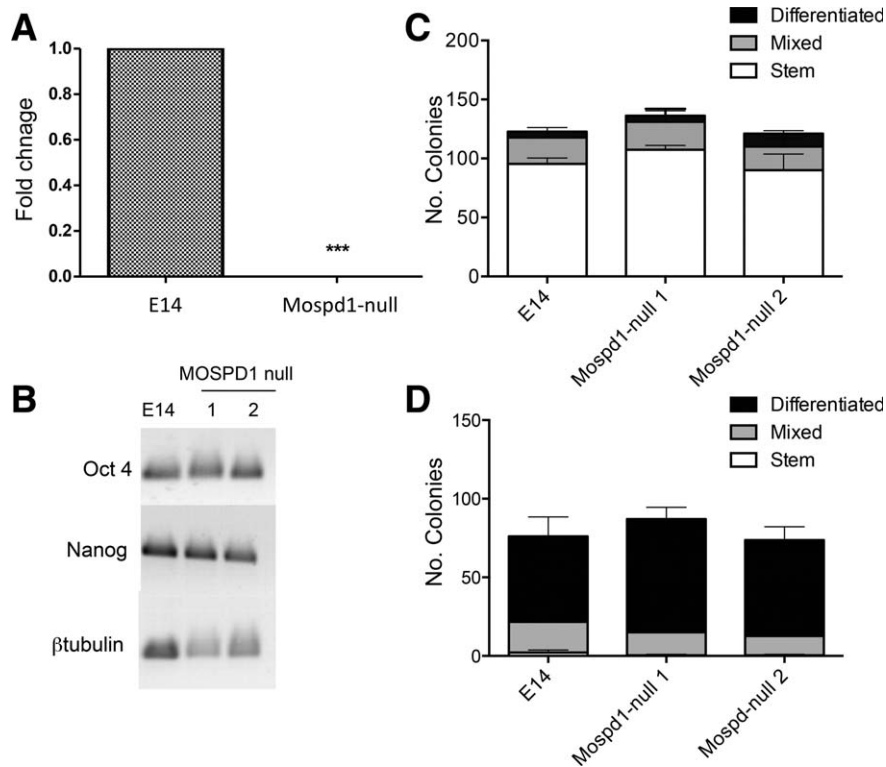 A
Fold chnage
1.0
0.8
0.6
0.4
0.2
0.0
***
E14
Mospd1-null
B
MOSPD1 null
E14 1 2
Oct 4
Nanog
βtubulin
C
Differentiated
Mixed
Stem
No. Colonies
200
150
100
50
0
E14
Mospd1-null 1
Mospd1-null 2
D
Differentiated
Mixed
Stem
No. Colonies
150
100
50
0
E14
Mospd1-null 1
Mospd-null 2